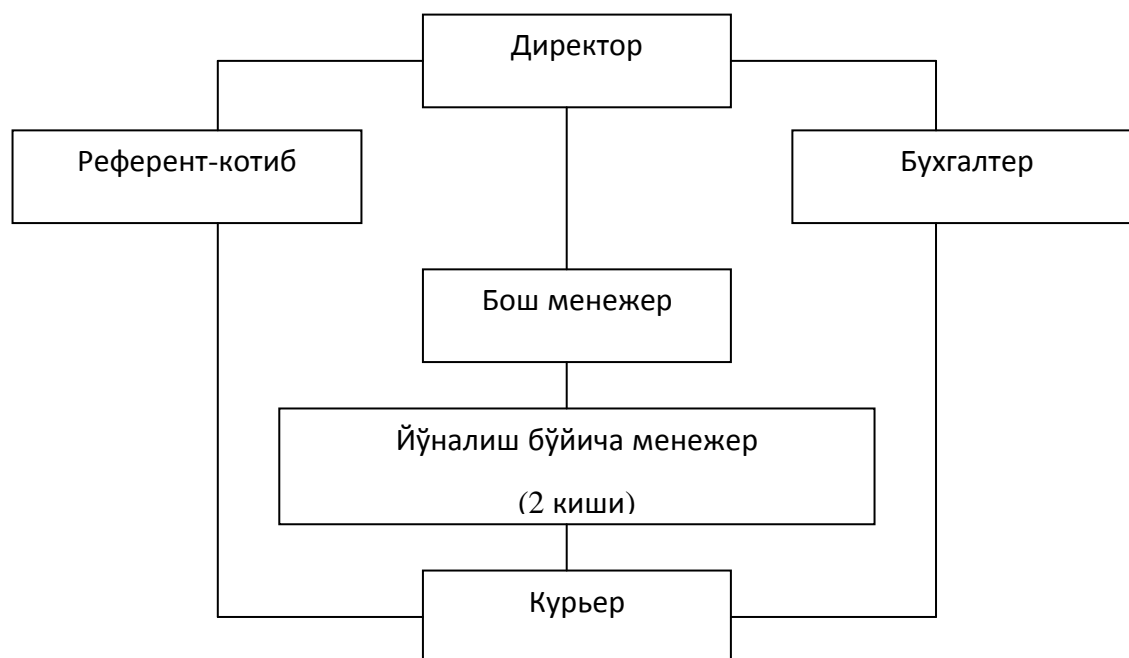 Директор
Референт-котиб
Бухгалтер
Бош менежер
Йўналиш бўйича менежер
(2 киши)
Курьер